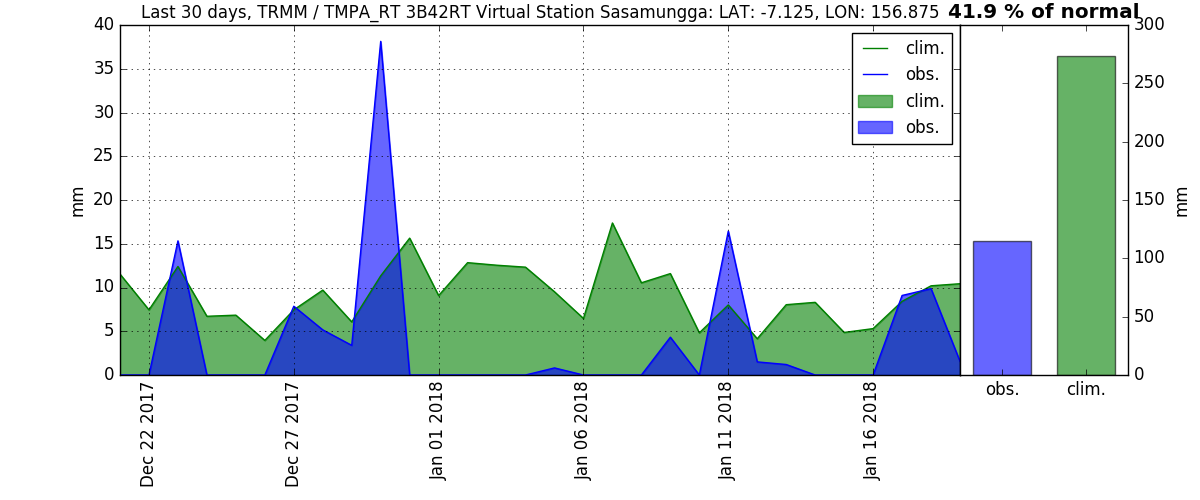 Last 30 days, TRMM / TMPA_RT 3B42RT Virtual Station Sasamungga: LAT: -7.125, LON: 156.875
41.9 % of normal
40
35
30
25
20
15
10
5
0
mm
clim.
obs.
clim.
obs.
Dec 22 2017
Dec 27 2017
Jan 01 2018
Jan 06 2018
Jan 11 2018
Jan 16 2018
300
250
200
150
100
50
0
mm
obs.
clim.